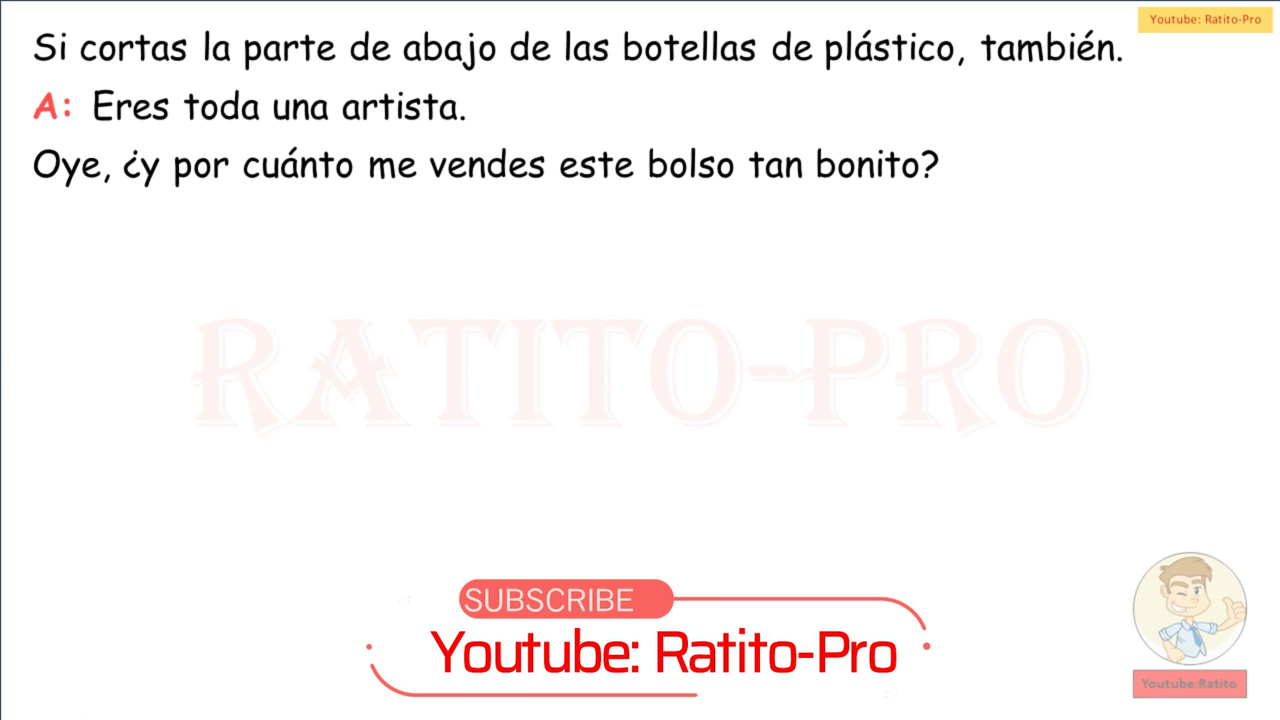 Youtube: Ratito-Pro
Si cortas la parte de abajo de las botellas de plástico, también.
A: Eres toda una artista.
Oye, ¿y por cuánto me vendes este bolso tan bonito?
RATITO-PRO
SUBSCRIBE
Youtube: Ratito-Pro
Youtube:Ratito